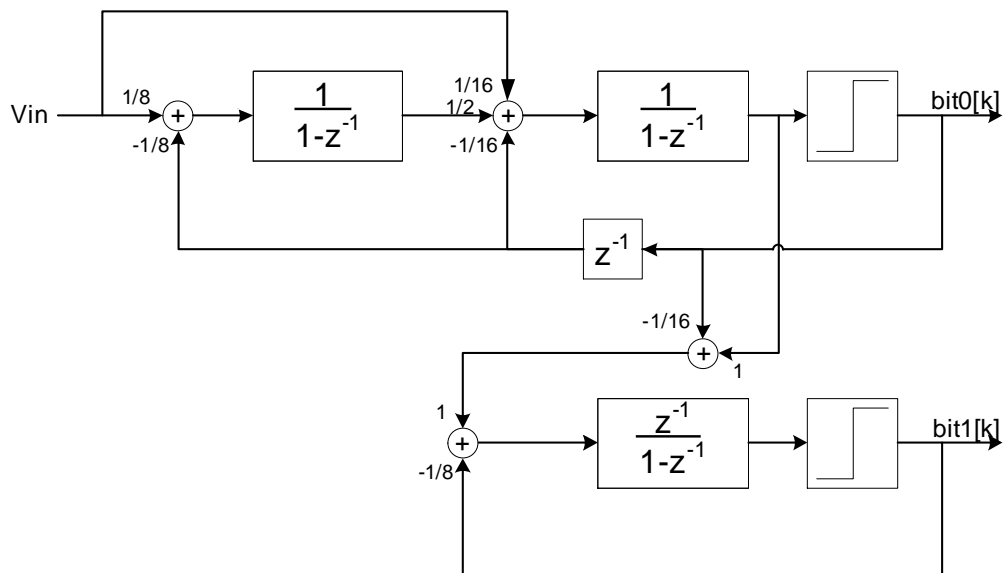 Vin
1/8
-1/8
1
1-z⁻¹
1/16
1/2
-1/16
1
1-z⁻¹
bit0[k]
z⁻¹
-1/16
1
1
-1/8
z⁻¹
1-z⁻¹
bit1[k]